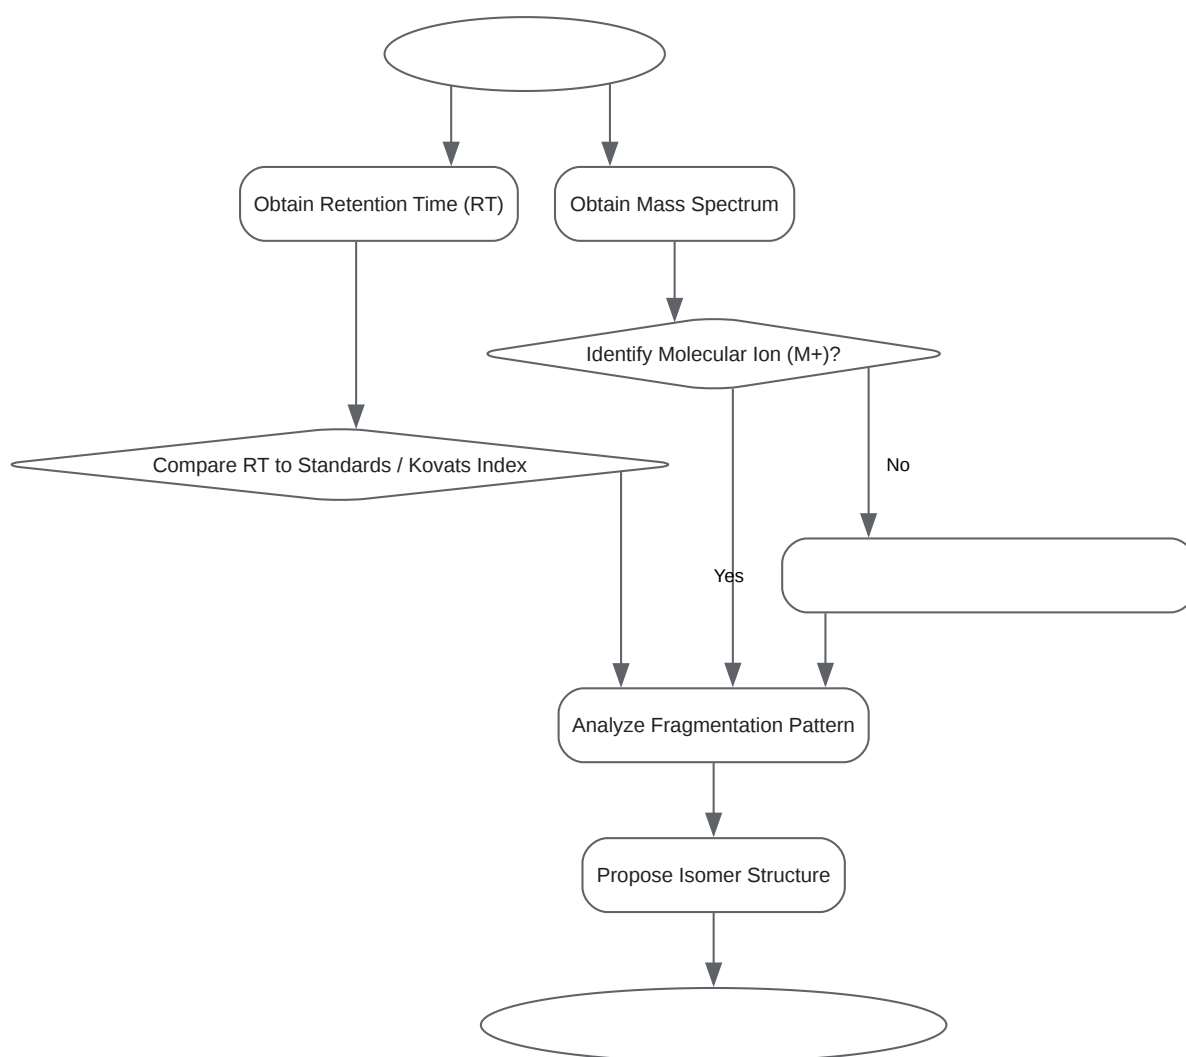 Obtain Retention Time (RT)
Obtain Mass Spectrum
Identify Molecular Ion (M+)?
Compare RT to Standards / Kovats Index
No
Yes
Analyze Fragmentation Pattern
Propose Isomer Structure